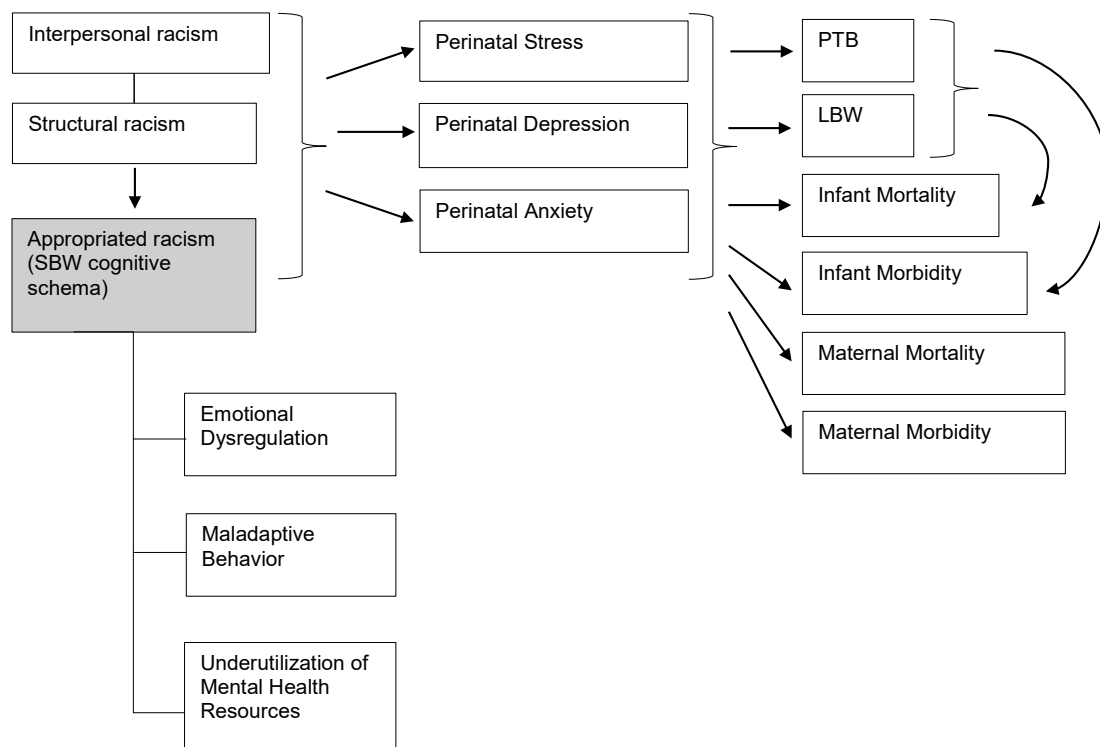 Interpersonal racism
Structural racism
Appropriated racism
(SBW cognitive
schema)
Emotional
Dysregulation
Maladaptive
Behavior
Underutilization of
Mental Health
Resources
Perinatal Stress
Perinatal Depression
Perinatal Anxiety
PTB
LBW
Infant Mortality
Infant Morbidity
Maternal Mortality
Maternal Morbidity